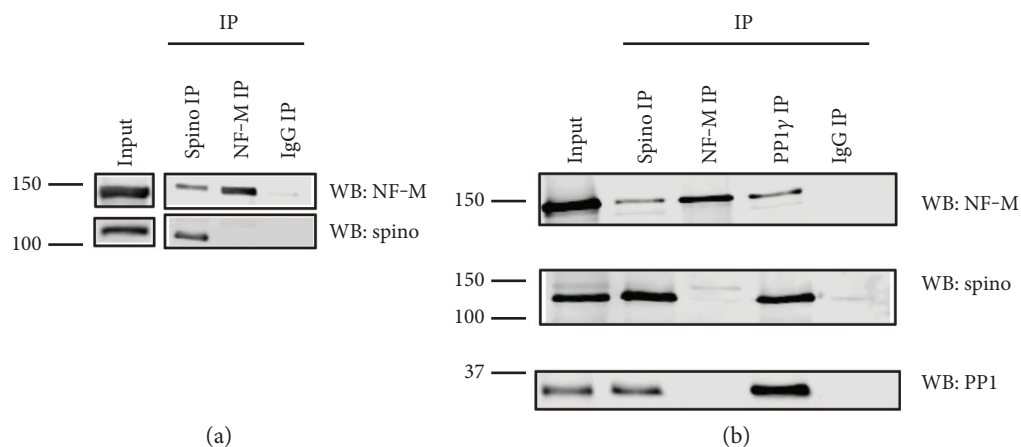 IP
Input
Spino IP
NF-M IP
IgG IP
150
WB: NF-M
100
WB: spino
(a)
IP
Input
Spino IP
NF-M IP
PP1γ IP
IgG IP
150
WB: NF-M
150
WB: spino
100
37
WB: PP1
(b)